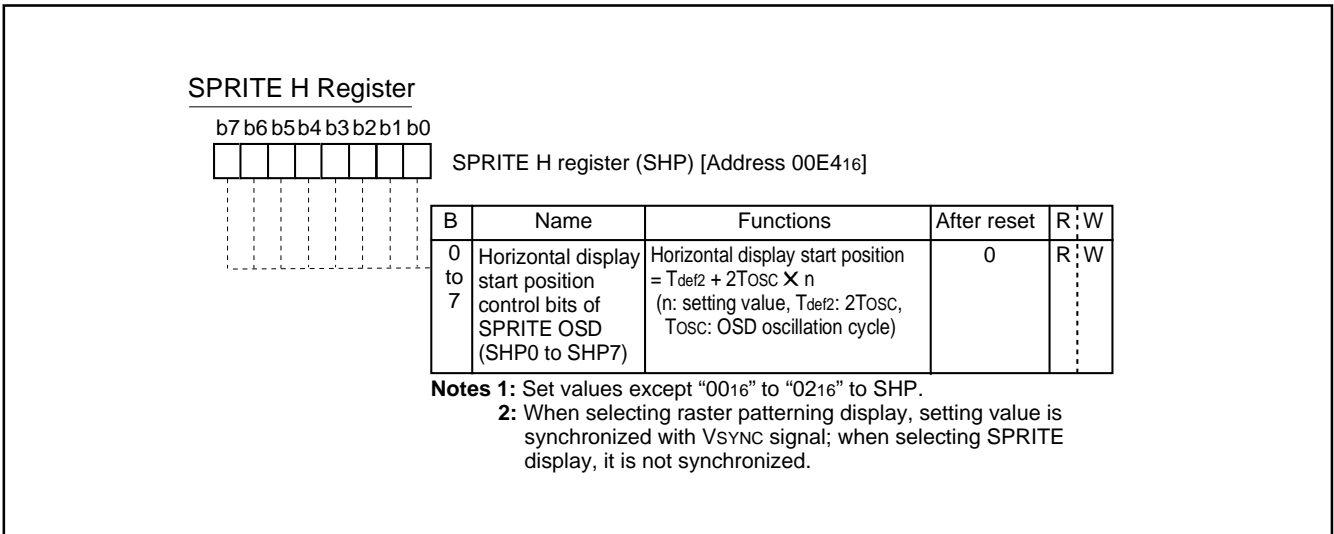 SPRITE H Register
b7 b6 b5 b4 b3 b2 b1 b0
SPRITE H register (SHP) [Address 00E416]
B Name Functions After reset R W
0 to 7
Horizontal display
start position
control bits of
SPRITE OSD
(SHP0 to SHP7)
Horizontal display start position
= Tdef2 + 2TOSC X n
(n: setting value, Tdef2: 2TOSC,
TOSC: OSD oscillation cycle)
0
R W
Notes 1: Set values except “0016” to “0216” to SHP.
2: When selecting raster patterning display, setting value is
synchronized with VSYNC signal; when selecting SPRITE
display, it is not synchronized.